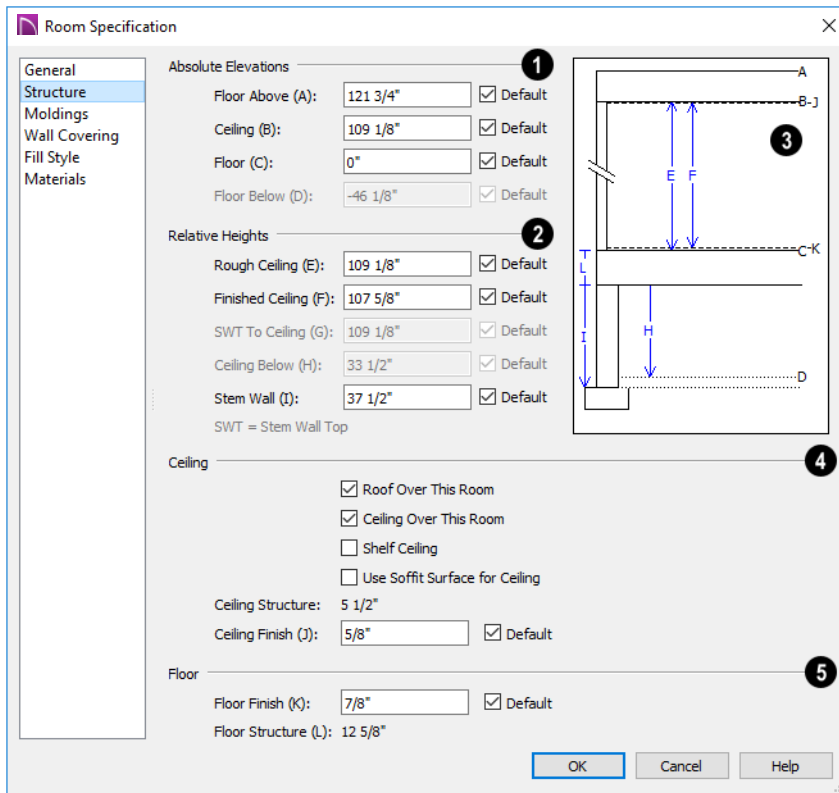 Room Specification
General
Structure
Moldings
Wall Covering
Fill Style
Materials
Absolute Elevations 1
Floor Above (A): 121 3/4" Default
Ceiling (B): 109 1/8" Default
Floor (C): 0" Default
Floor Below (D): -46 1/8" Default
Relative Heights 2
Rough Ceiling (E): 109 1/8" Default
Finished Ceiling (F): 107 5/8" Default
SWT To Ceiling (G): 109 1/8" Default
Ceiling Below (H): 33 1/2" Default
Stem Wall (I): 37 1/2" Default
SWT = Stem Wall Top
A
B-J
3
E F
C-K
L
I
H
D
Ceiling 4
Roof Over This Room
Ceiling Over This Room
Shelf Ceiling
Use Soffit Surface for Ceiling
Ceiling Structure: 5 1/2"
Ceiling Finish (J): 5/8" Default
Floor 5
Floor Finish (K): 7/8" Default
Floor Structure (L): 12 5/8"
OK Cancel Help